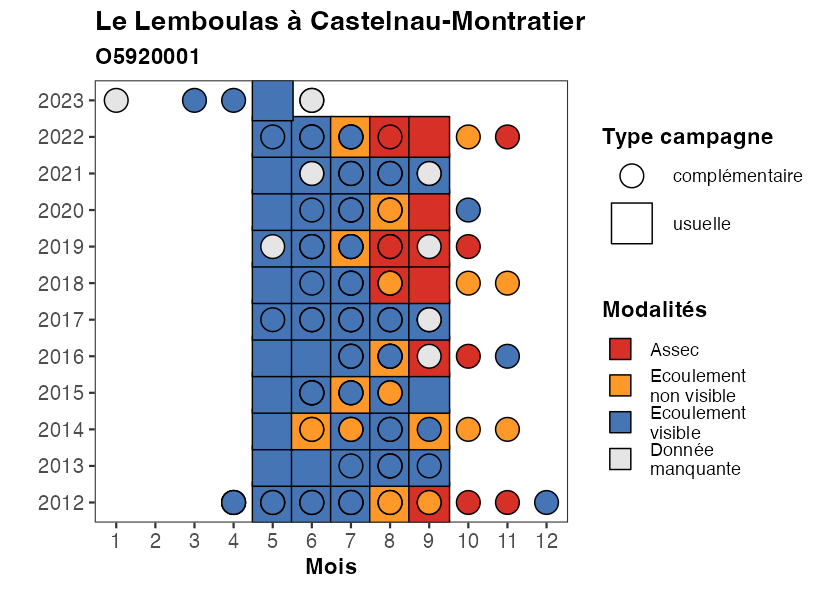 Le Lemboulas à Castelnau-Montratier
O5920001
2023
2022
2021
2020
2019
2018
2017
2016
2015
2014
2013
2012
1 2 3 4 5 6 7 8 9 10 11 12
Mois
Type campagne
complémentaire
usuelle
Modalités
Assec
Ecoulement
non visible
Ecoulement
visible
Donnée
manquante